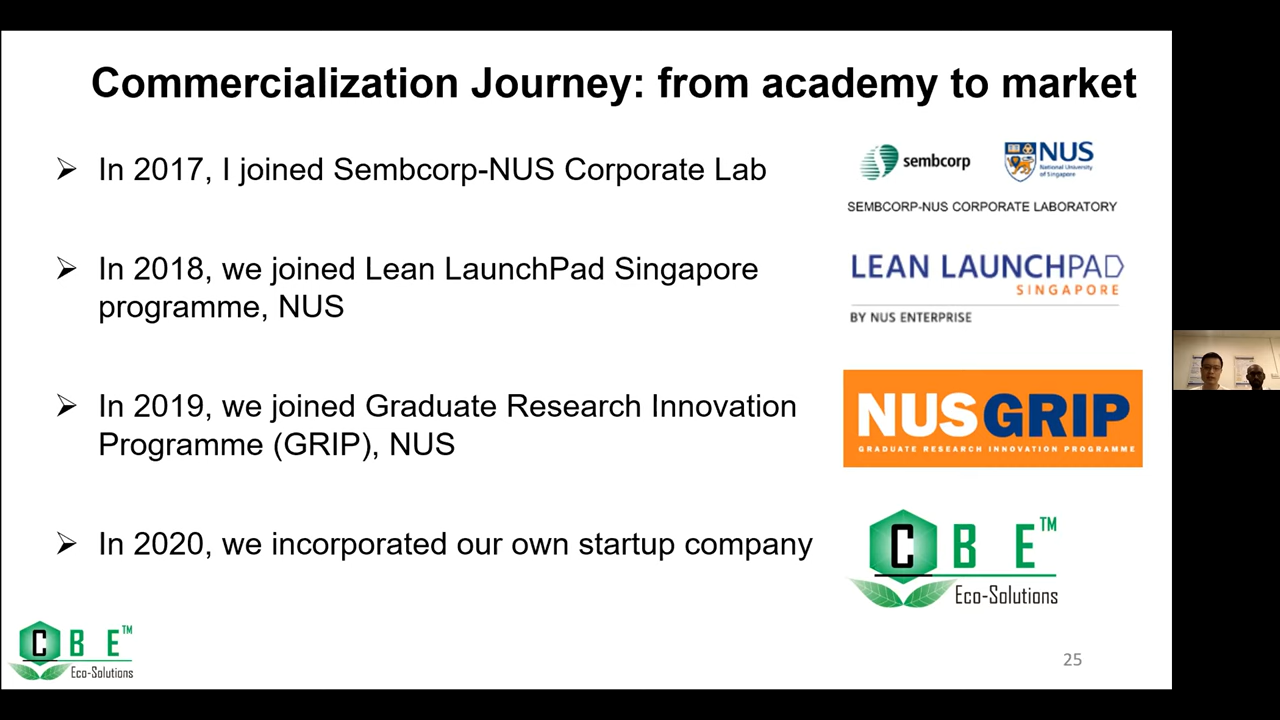 Commercialization Journey: from academy to market
➢ In 2017, I joined Sembcorp-NUS Corporate Lab
sembcorp
NUS
National University
of Singapore
SEMBCORP-NUS CORPORATE LABORATORY
➢ In 2018, we joined Lean LaunchPad Singapore
programme, NUS
LEAN LAUNCHPAD
SINGAPORE
BY NUS ENTERPRISE
➢ In 2019, we joined Graduate Research Innovation
Programme (GRIP), NUS
NUSGRIP
GRADUATE RESEARCH INNOVATION PROGRAMME
➢ In 2020, we incorporated our own startup company
CBE™
Eco-Solutions
CBE™
Eco-Solutions
25